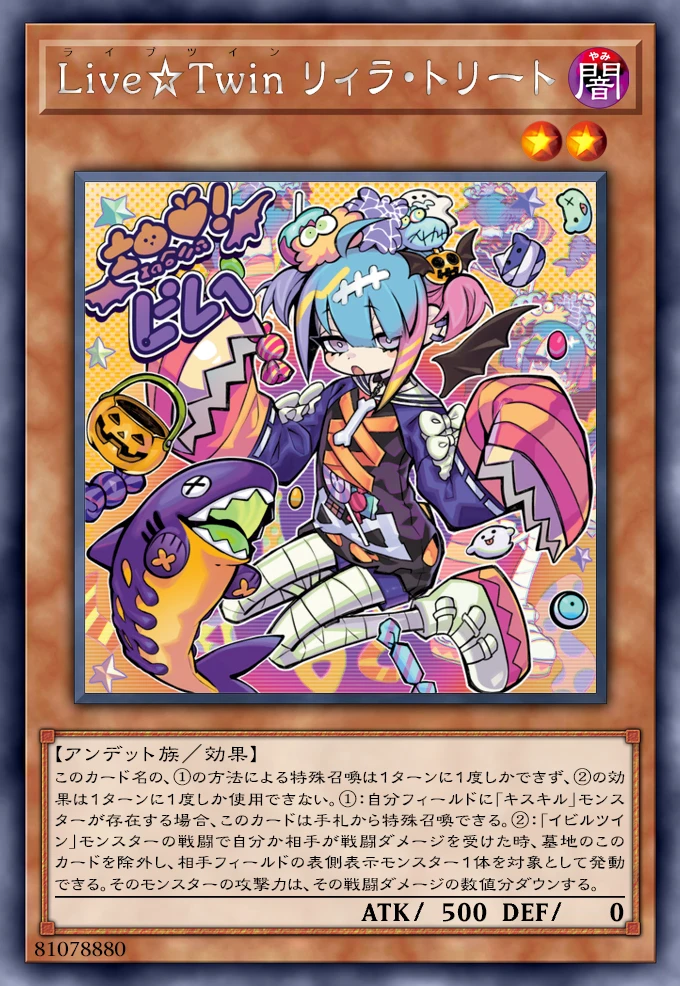 ライブツイン
Live☆Twin リィラ・トリート
やみ
闇
【アンデット族／効果】
このカード名の、①の方法による特殊召喚は1ターンに1度しかできず、②の効
果は1ターンに1度しか使用できない。①：自分フィールドに「キスキル」モンス
ターが存在する場合、このカードは手札から特殊召喚できる。②：「イビルツイ
ン」モンスターの戦闘で自分か相手が戦闘ダメージを受けた時、墓地のこの
カードを除外し、相手フィールドの表側表示モンスター1体を対象として発動
できる。そのモンスターの攻撃力は、その戦闘ダメージの数値分ダウンする。
ATK/ 500 DEF/ 0
81078880